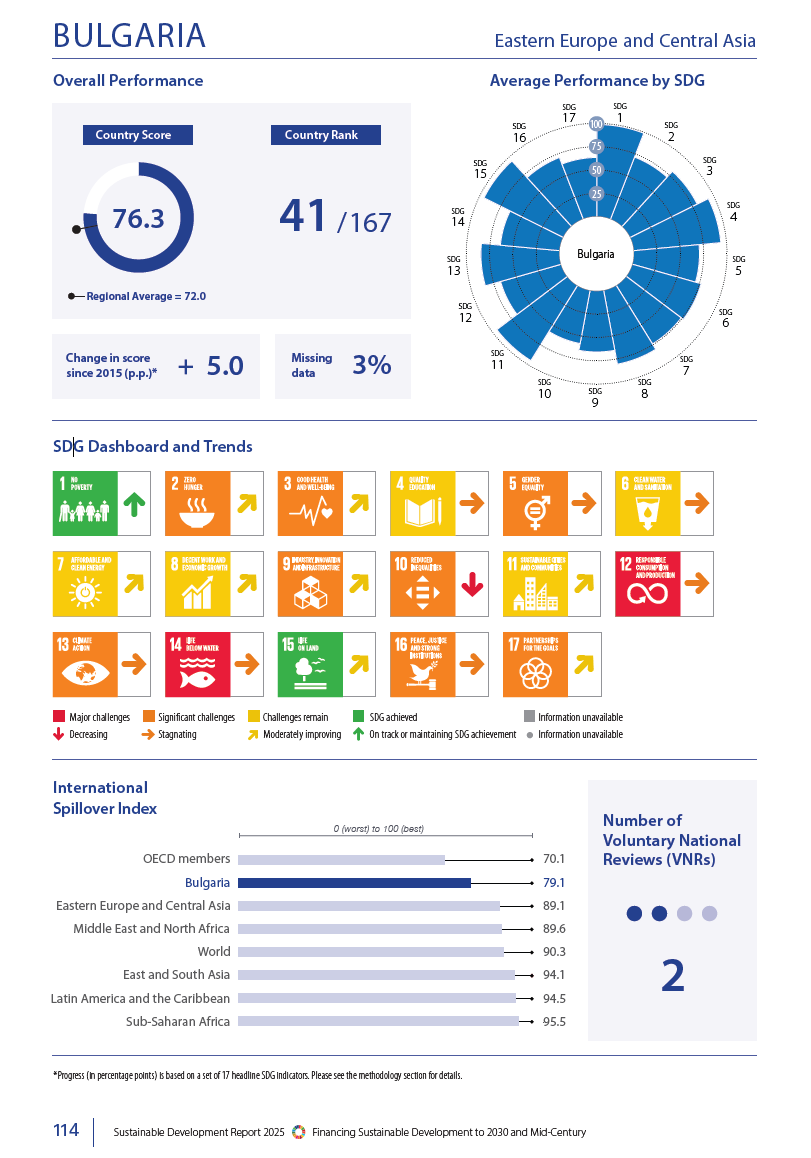 BULGARIA
Eastern Europe and Central Asia
Overall Performance
Country Score
76.3
Regional Average = 72.0
Country Rank
41 /167
Change in score
since 2015 (p.p.)*
+ 5.0
Missing
data
3%
Average Performance by SDG
SDG
1
SDG
2
SDG
3
SDG
4
SDG
5
SDG
6
SDG
7
SDG
8
SDG
9
SDG
10
SDG
11
SDG
12
SDG
13
SDG
14
SDG
15
SDG
16
SDG
17
100
75
50
25
Bulgaria
SDG Dashboard and Trends
1 NO
POVERTY
2 ZERO
HUNGER
3 GOOD HEALTH
AND WELL-BEING
4 QUALITY
EDUCATION
5 GENDER
EQUALITY
6 CLEAN WATER
AND SANITATION
7 AFFORDABLE AND
CLEAN ENERGY
8 DECENT WORK AND
ECONOMIC GROWTH
9 INDUSTRY, INNOVATION
AND INFRASTRUCTURE
10 REDUCED
INEQUALITIES
11 SUSTAINABLE CITIES
AND COMMUNITIES
12 RESPONSIBLE
CONSUMPTION
AND PRODUCTION
13 CLIMATE
ACTION
14 LIFE
BELOW WATER
15 LIFE
ON LAND
16 PEACE, JUSTICE
AND STRONG
INSTITUTIONS
17 PARTNERSHIPS
FOR THE GOALS
Major challenges
Significant challenges
Challenges remain
SDG achieved
Information unavailable
Decreasing
Stagnating
Moderately improving
On track or maintaining SDG achievement
Information unavailable
International
Spillover Index
0 (worst) to 100 (best)
OECD members 70.1
Bulgaria 79.1
Eastern Europe and Central Asia 89.1
Middle East and North Africa 89.6
World 90.3
East and South Asia 94.1
Latin America and the Caribbean 94.5
Sub-Saharan Africa 95.5
Number of
Voluntary National
Reviews (VNRs)
2
*Progress (in percentage points) is based on a set of 17 headline SDG indicators. Please see the methodology section for details.
114 Sustainable Development Report 2025 Financing Sustainable Development to 2030 and Mid-Century